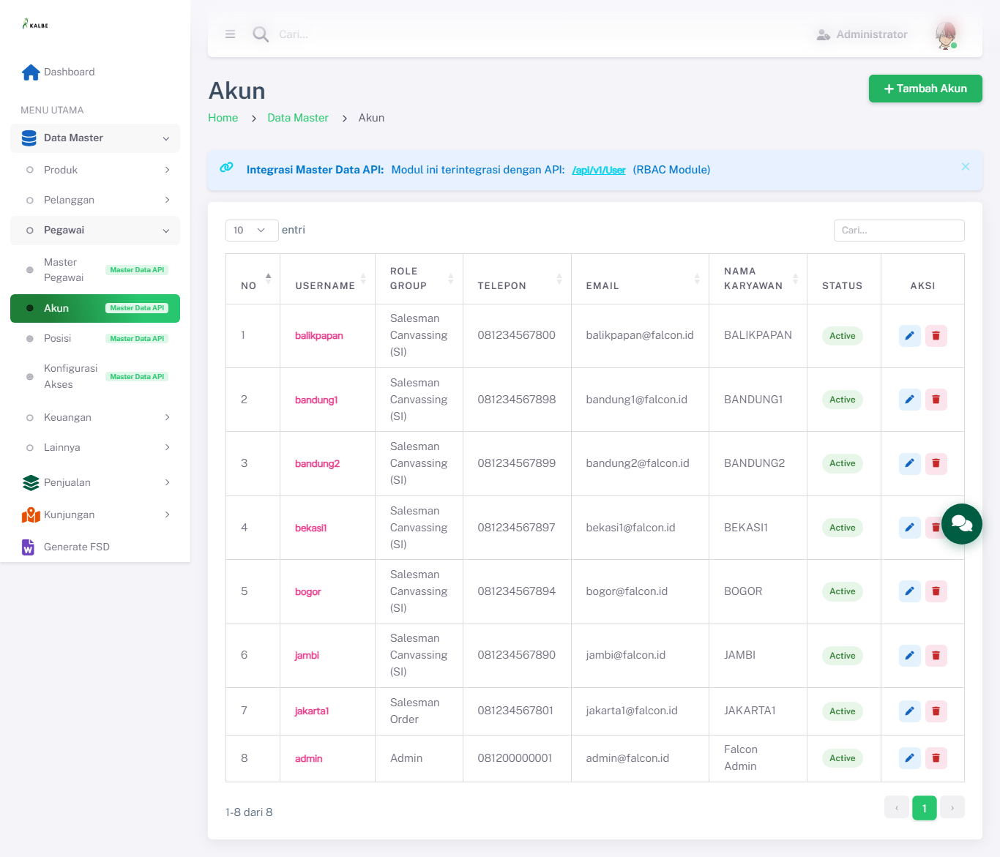 KALBE
Dashboard
MENU UTAMA
Data Master
Produk
Pelanggan
Pegawai
Master
Pegawai
Master Data API
Akun
Master Data API
Posisi
Master Data API
Konfigurasi
Akses
Master Data API
Keuangan
Lainnya
Penjualan
Kunjungan
Generate FSD
Cari...
Administrator
Akun
Tambah Akun
Home > Data Master > Akun
Integrasi Master Data API: Modul ini terintegrasi dengan API: /api/v1/User (RBAC Module)
10 entri
Cari...
NO USERNAME ROLE GROUP TELEPON EMAIL NAMA KARYAWAN STATUS AKSI
1 balikpapan Salesman Canvassing (SI) 081234567800 balikpapan@falcon.id BALIKPAPAN Active
2 bandung1 Salesman Canvassing (SI) 081234567898 bandung1@falcon.id BANDUNG1 Active
3 bandung2 Salesman Canvassing (SI) 081234567899 bandung2@falcon.id BANDUNG2 Active
4 bekasi1 Salesman Canvassing (SI) 081234567897 bekasi1@falcon.id BEKASI1 Active
5 bogor Salesman Canvassing (SI) 081234567894 bogor@falcon.id BOGOR Active
6 jambi Salesman Canvassing (SI) 081234567890 jambi@falcon.id JAMBI Active
7 jakarta1 Salesman Order 081234567801 jakarta1@falcon.id JAKARTA1 Active
8 admin Admin 081200000001 admin@falcon.id Falcon Admin Active
1-8 dari 8
‹ 1 ›